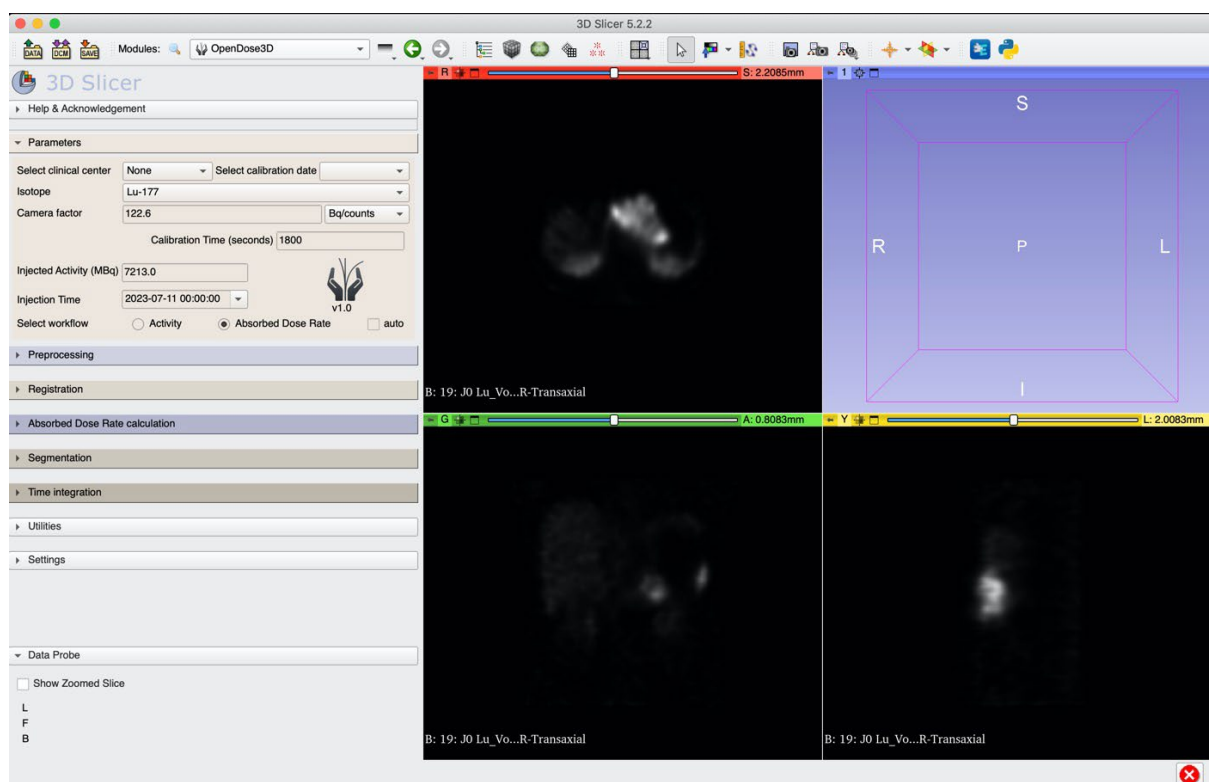 3D Slicer 5.2.2
DATA DCM SAVE Modules: OpenDose3D
3D Slicer
Help & Acknowledgement
Parameters
Select clinical center None Select calibration date
Isotope Lu-177
Camera factor 122.6 Bq/counts
Calibration Time (seconds) 1800
Injected Activity (MBq) 7213.0
Injection Time 2023-07-11 00:00:00
v1.0
Select workflow Activity Absorbed Dose Rate auto
Preprocessing
Registration
Absorbed Dose Rate calculation
Segmentation
Time integration
Utilities
Settings
Data Probe
Show Zoomed Slice
L
F
B
R S: 2.2085mm
B: 19: J0 Lu_Vo...R-Transaxial
1
S
R P L
I
G A: 0.8083mm
B: 19: J0 Lu_Vo...R-Transaxial
Y L: 2.0083mm
B: 19: J0 Lu_Vo...R-Transaxial